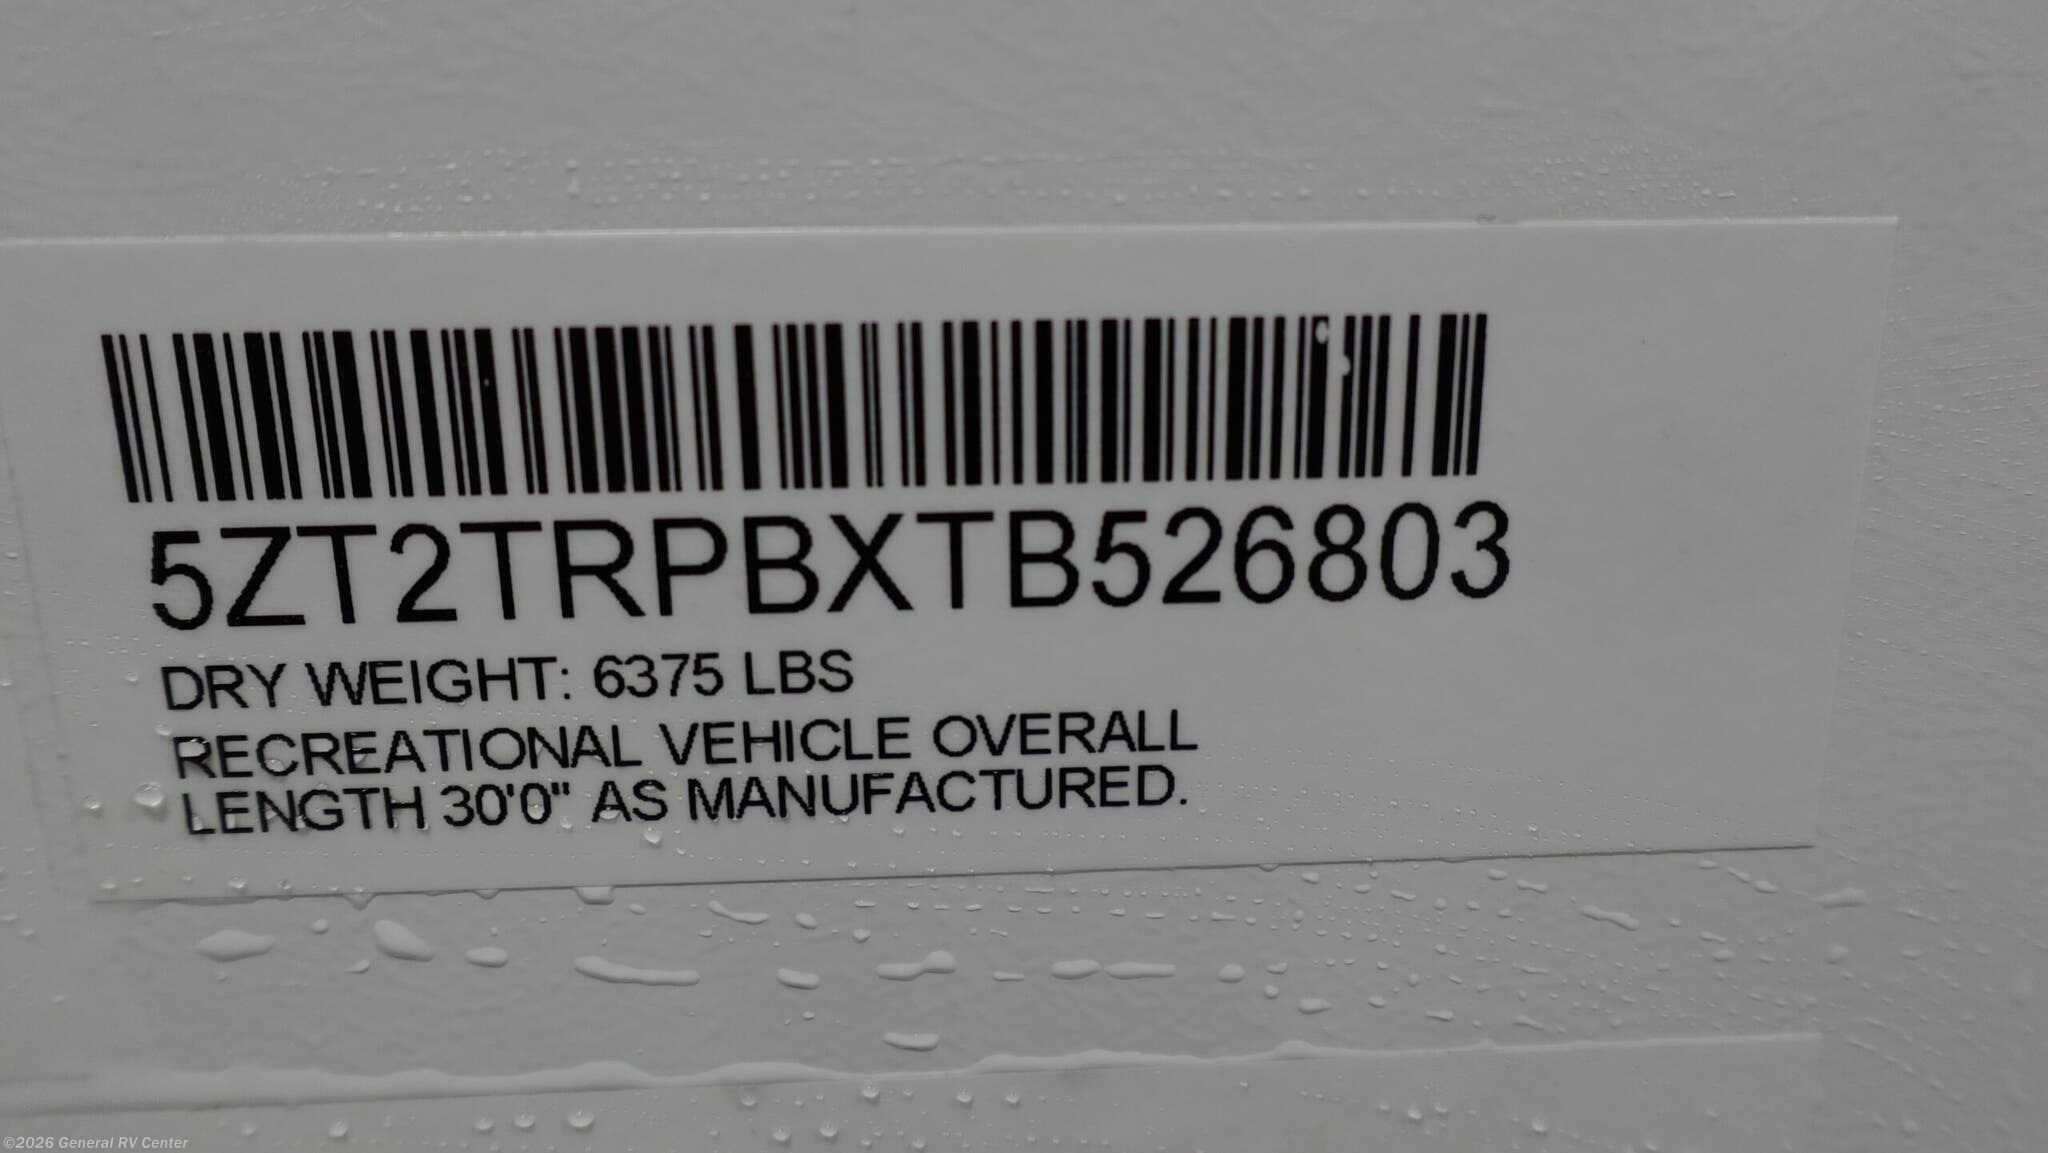 5ZT2TRPBXTB526803
DRY WEIGHT: 6375 LBS
RECREATIONAL VEHICLE OVERALL
LENGTH 30'0" AS MANUFACTURED.
©2026 General RV Center